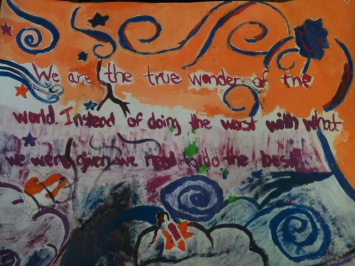 We are the true wonder of the
world. Instead of doing the wost with what
we were given we need to do the best.